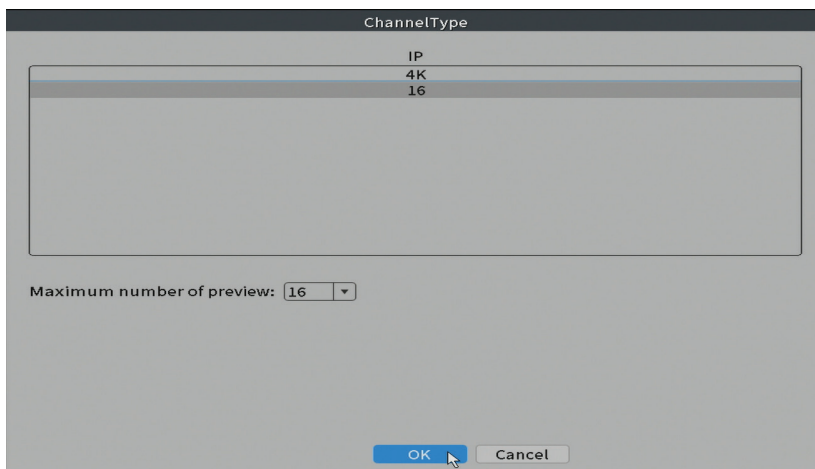 ChannelType
IP
4K
16
Maximum number of preview: 16
OK Cancel